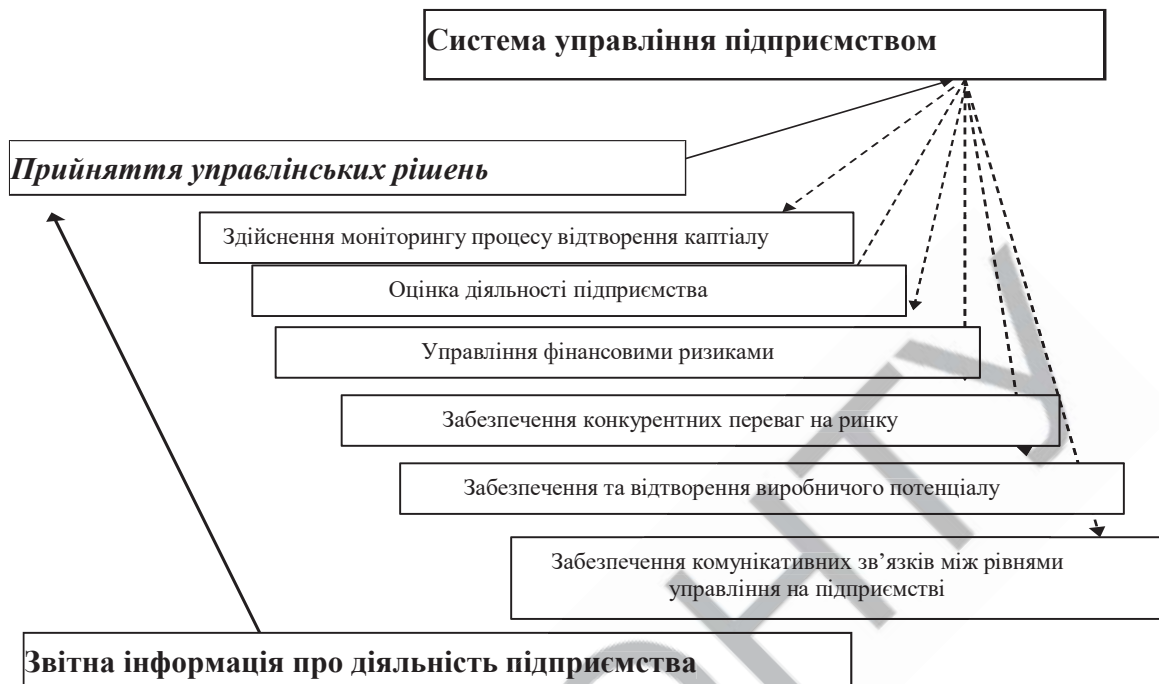 Система управління підприємством
Прийняття управлінських рішень
Здійснення моніторингу процесу відтворення каптіалу
Оцінка діяльності підприємства
Управління фінансовими ризиками
Забезпечення конкурентних переваг на ринку
Забезпечення та відтворення виробничого потенціалу
Забезпечення комунікативних зв’язків між рівнями
управління на підприємстві
Звітна інформація про діяльність підприємства
ОНТУ